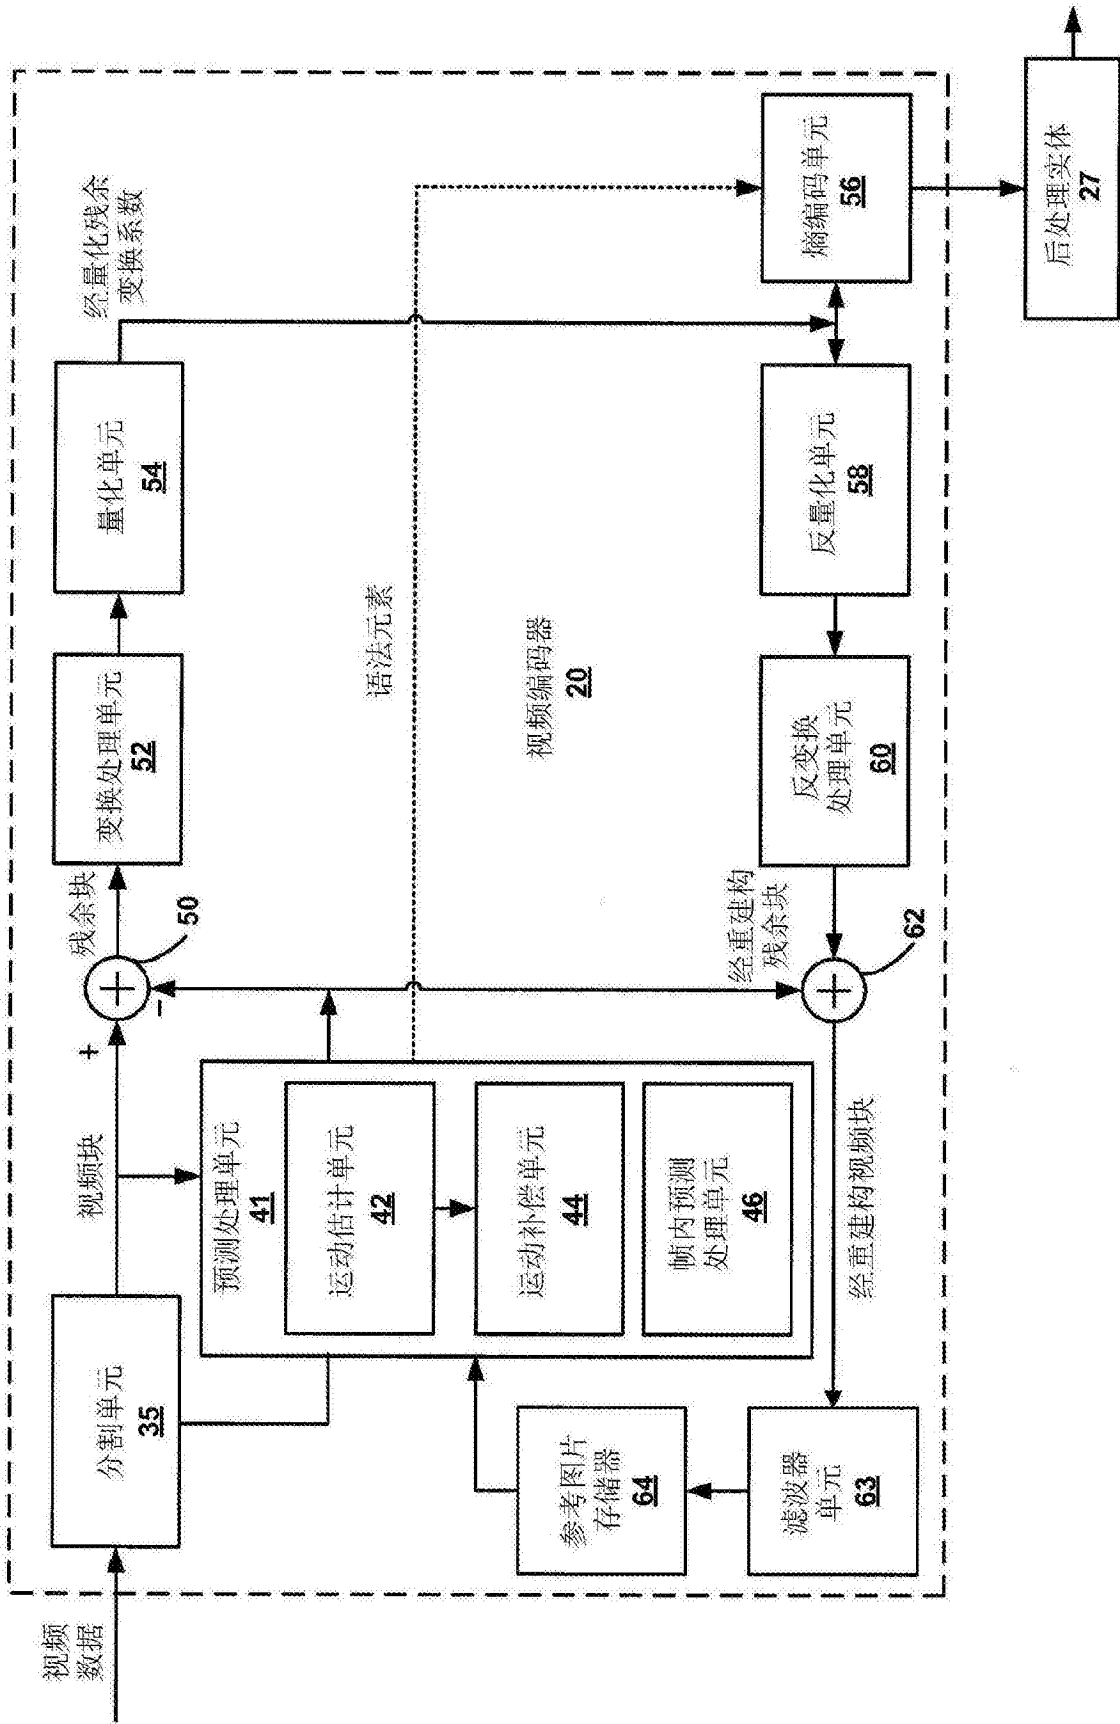 视频
数据
分割单元
35
视频块
+
-
50
残余块
变换处理单元
52
量化单元
54
经量化残余
变换系数
预测处理单元
41
运动估计单元
42
运动补偿单元
44
帧内预测
处理单元
46
语法元素
视频编码器
20
参考图片
存储器
64
滤波器
单元
63
经重建构视频块
62
经重建构
残余块
反变换
处理单元
60
反量化单元
58
熵编码单元
56
后处理实体
27